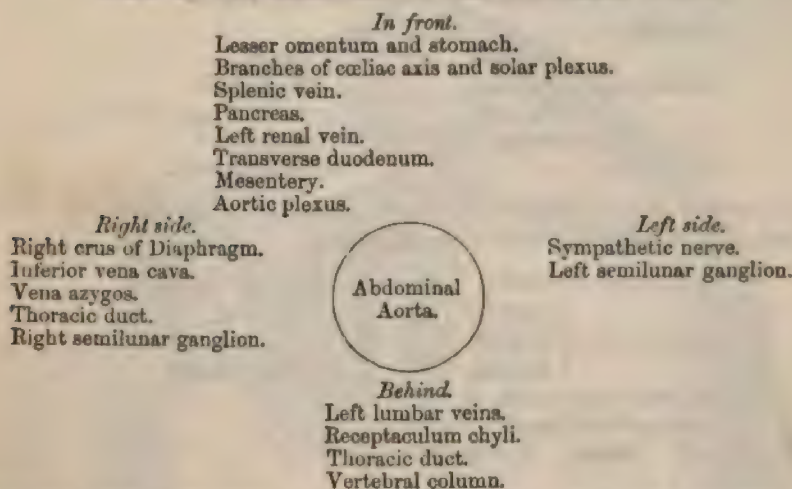 In front.
Lesser omentum and stomach.
Branches of cœliac axis and solar plexus.
Splenic vein.
Pancreas.
Left renal vein.
Transverse duodenum.
Mesentery.
Aortic plexus.
Right side.
Right crus of Diaphragm.
Inferior vena cava.
Vena azygos.
Thoracic duct.
Right semilunar ganglion.
Abdominal
Aorta.
Left side.
Sympathetic nerve.
Left semilunar ganglion.
Behind.
Left lumbar veins.
Receptaculum chyli.
Thoracic duct.
Vertebral column.